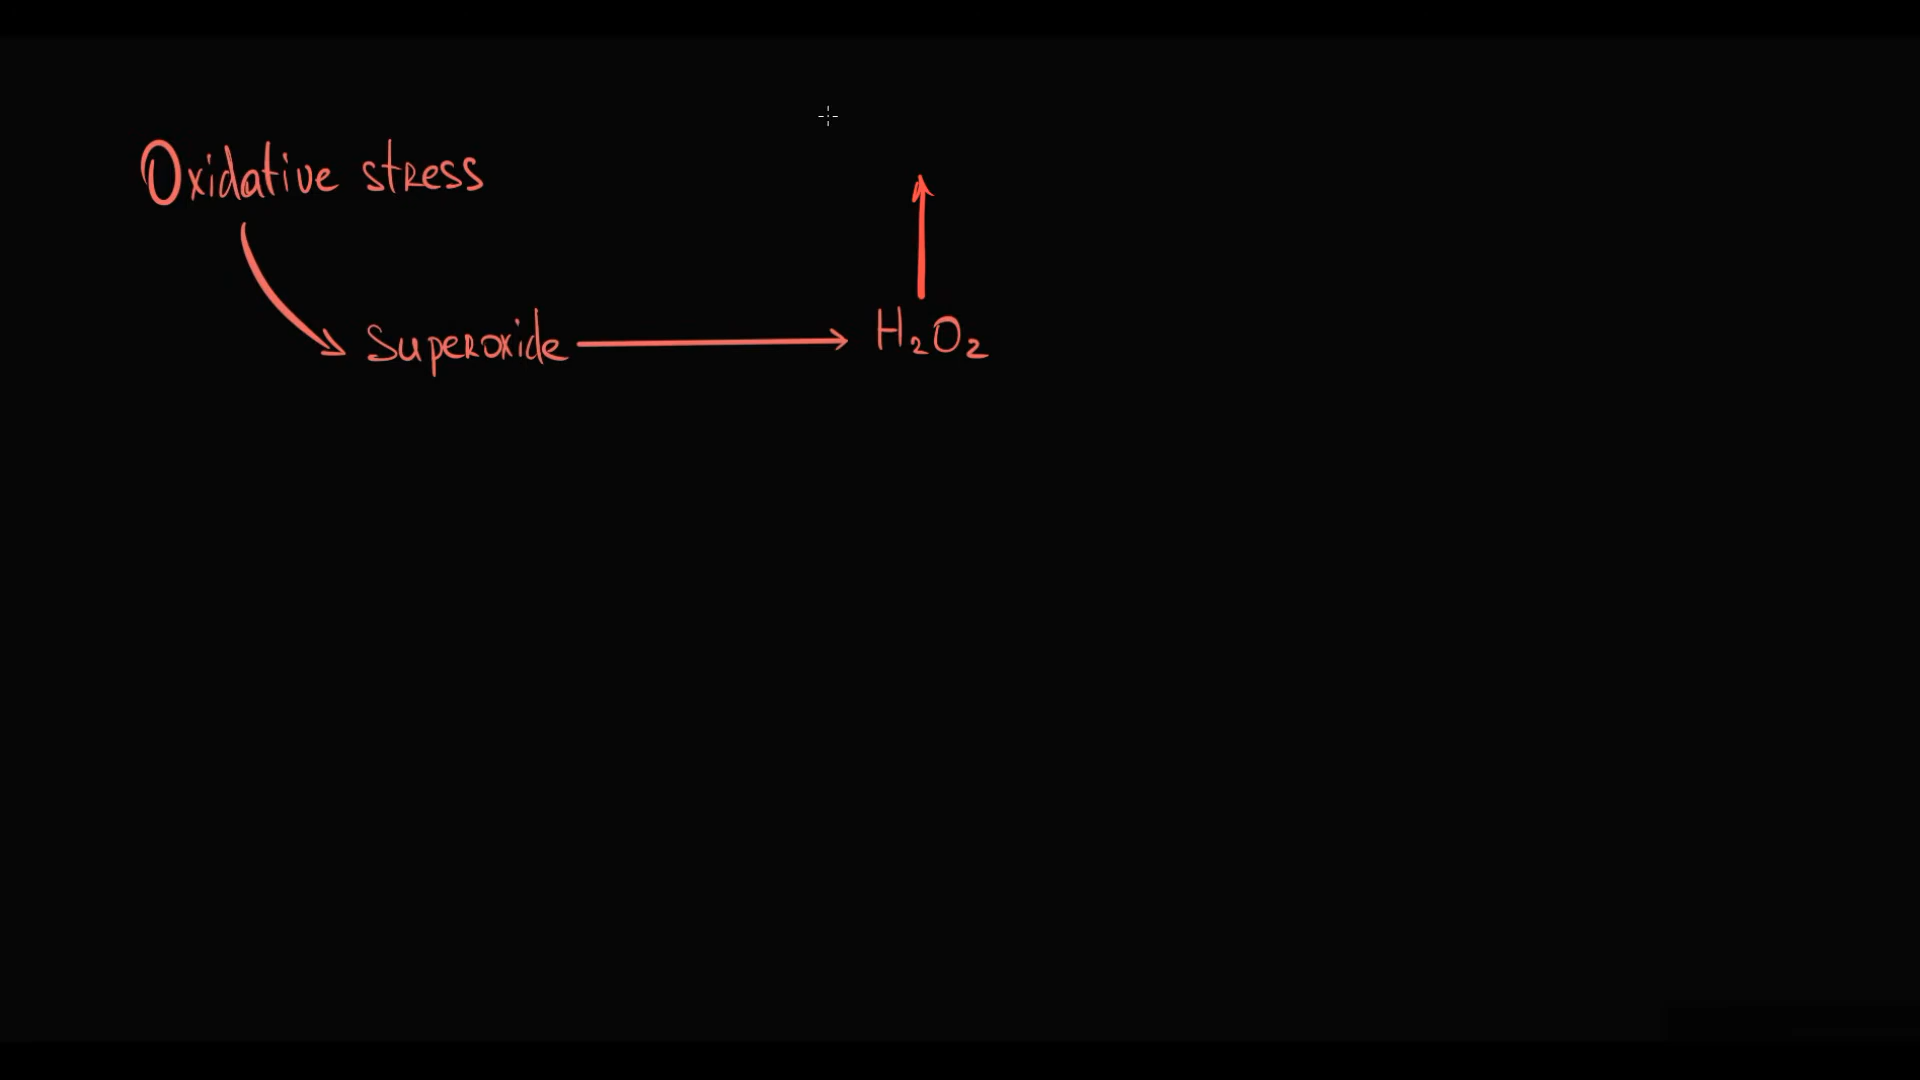 Oxidative stress
Superoxide → H₂O₂